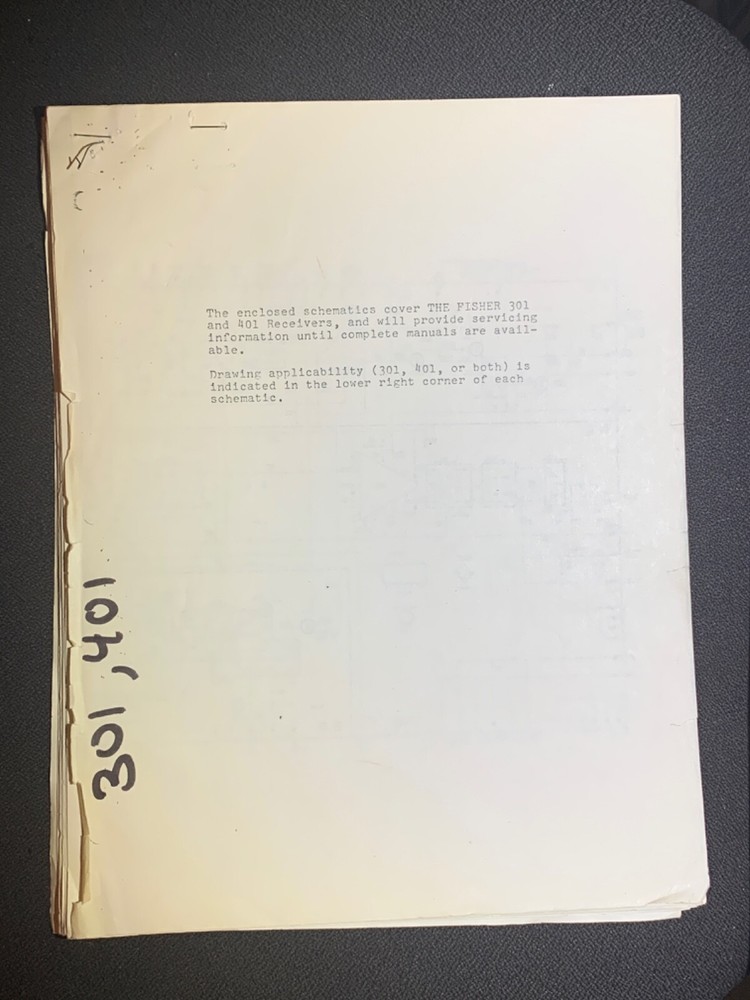 The enclosed schematics cover THE FISHER 301
and 401 Receivers, and will provide servicing
information until complete manuals are avail-
able.
Drawing applicability (301, 401, or both) is
indicated in the lower right corner of each
schematic.
301, 401